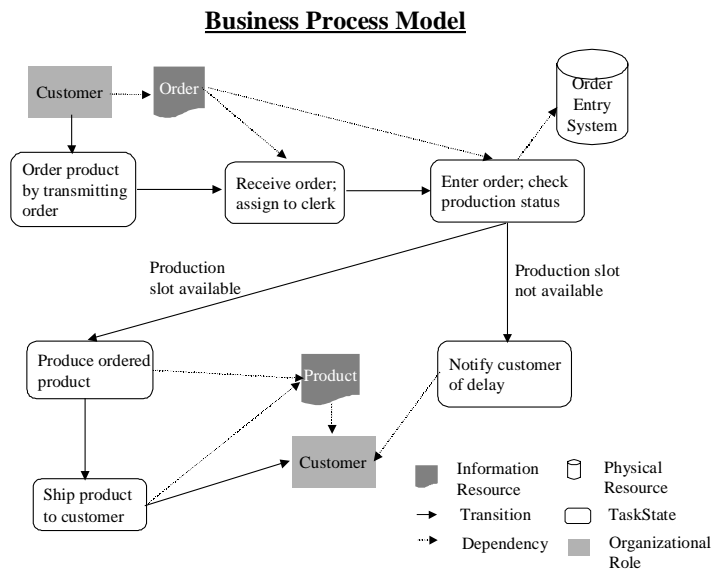 Business Process Model
Customer
Order
Order
Entry
System
Order product
by transmitting
order
Receive order;
assign to clerk
Enter order; check
production status
Production
slot available
Production slot
not available
Produce ordered
product
Product
Notify customer
of delay
Customer
Ship product
to customer
Information
Resource
Physical
Resource
Transition
TaskState
Dependency
Organizational
Role